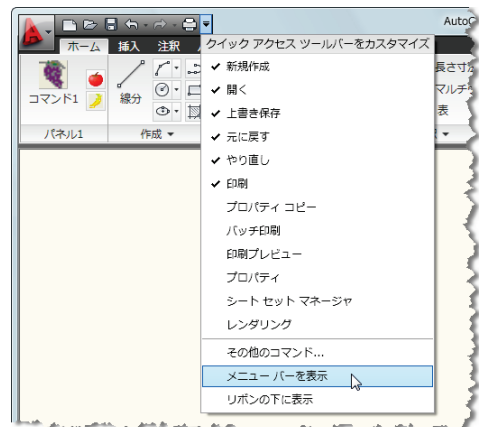 AutoC
ホーム 挿入 注釈
クイック アクセス ツールバーをカスタマイズ
新規作成
開く
上書き保存
元に戻す
やり直し
印刷
プロパティ コピー
バッチ印刷
印刷プレビュー
プロパティ
シート セット マネージャ
レンダリング
その他のコマンド...
メニュー バーを表示
リボンの下に表示
コマンド1
線分
パネル1
作成
長さ寸
マルチ
表